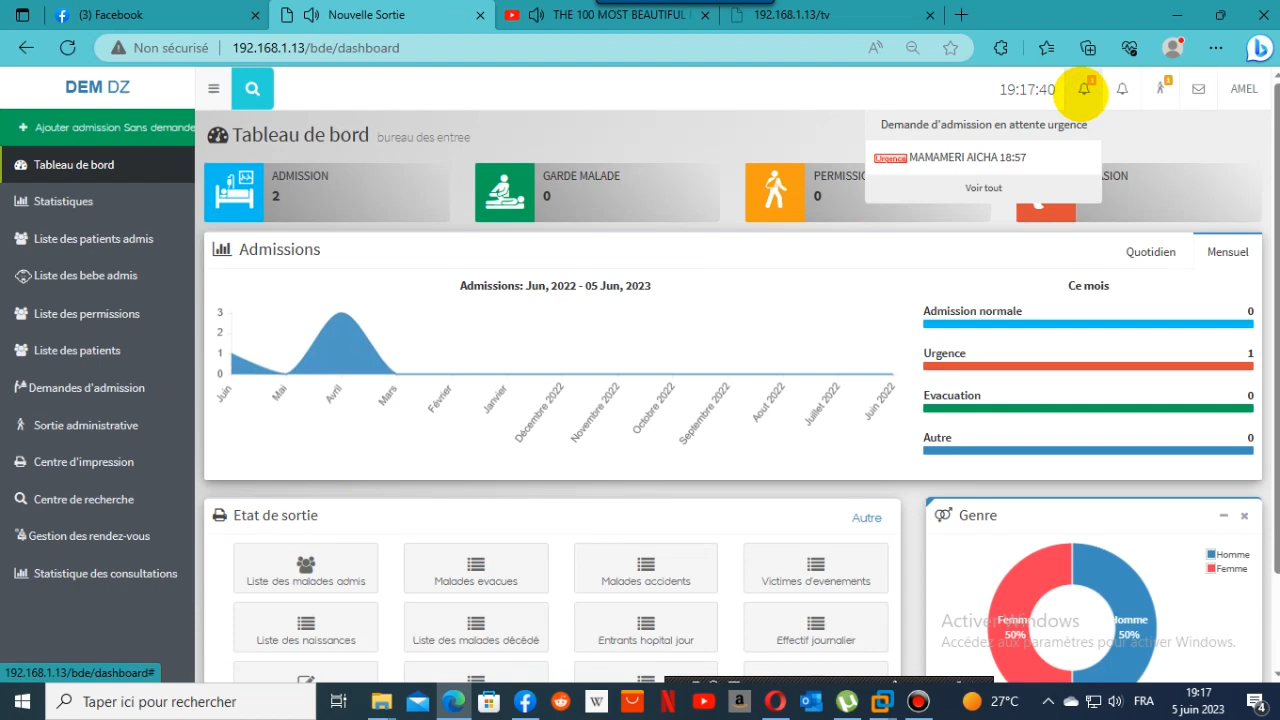 Facebook
Nouvelle Sortie
THE 100 MOST BEAUTIFUL
192.168.1.13/tv
Non sécurisé
192.168.1.13/bde/dashboard
DEM DZ
19:17:40
AMEL
Ajouter admission Sans demande
Tableau de bord
Statistiques
Liste des patients admis
Liste des bebe admis
Liste des permissions
Liste des patients
Demandes d'admission
Sortie administrative
Centre d'impression
Centre de recherche
Gestion des rendez-vous
Statistique des consultations
Tableau de bord bureau des entree
Demande d'admission en attente urgence
Urgence MAMAMERI AICHA 18:57
Voir tout
ADMISSION
2
GARDE MALADE
0
PERMISSIO
0
ASION
Admissions
Quotidien
Mensuel
Admissions: Jun, 2022 - 05 Jun, 2023
3
2
1
0
Juin
Mai
Avril
Mars
Février
Janvier
Décembre 2022
Novembre 2022
Octobre 2022
Septembre 2022
Aout 2022
Juillet 2022
Juin 2022
Ce mois
Admission normale 0
Urgence 1
Evacuation 0
Autre 0
Etat de sortie
Autre
Liste des malades admis
Malades evacues
Malades accidents
Victimes d'evenements
Liste des naissances
Liste des malades décédé
Entrants hopital jour
Effectif journalier
Genre
Homme
Femme
Femme
50%
Homme
50%
Activer Windows
Accédez aux paramètres pour activer Windows.
192.168.1.13/bde/dashboard#
Taper ici pour rechercher
27°C
FRA
19:17
5 juin 2023
4